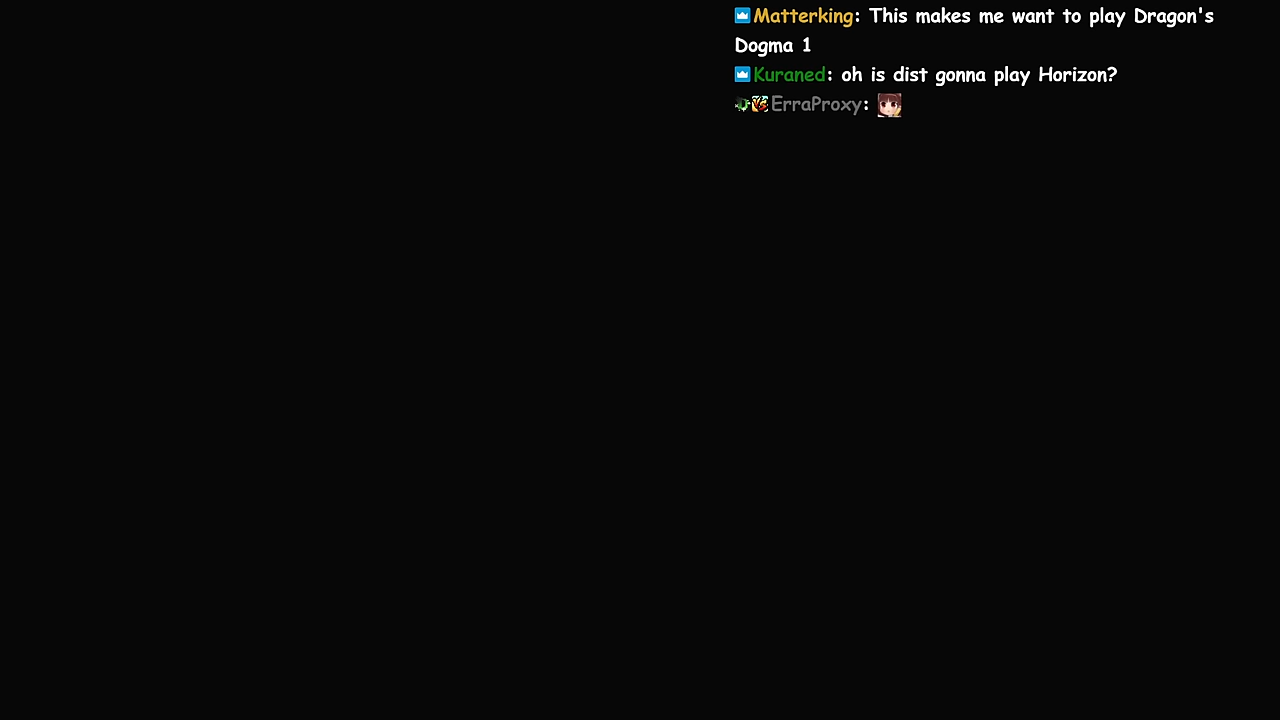 Matterking: This makes me want to play Dragon's
Dogma 1
Kuraned: oh is dist gonna play Horizon?
ErraProxy: